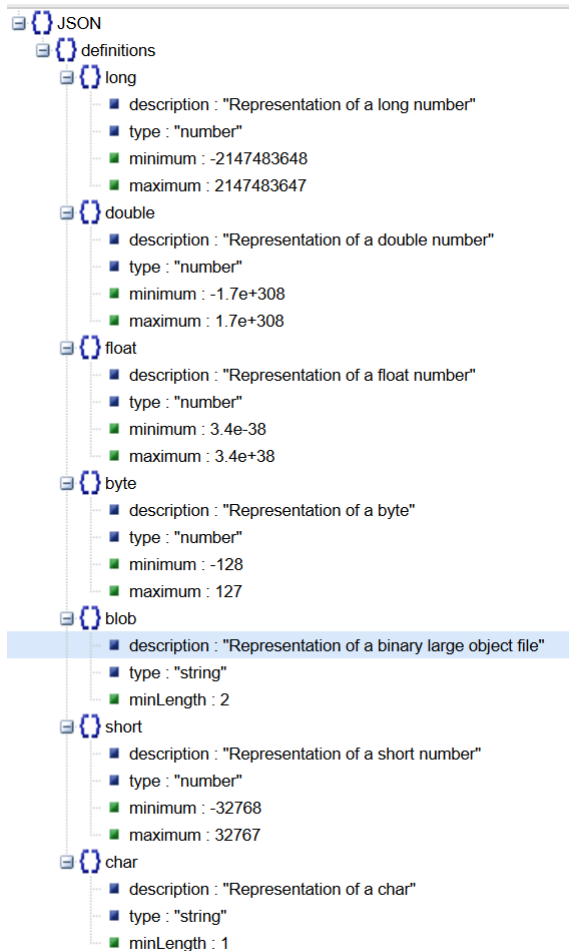 JSON
definitions
long
description : "Representation of a long number"
type : "number"
minimum : -2147483648
maximum : 2147483647
double
description : "Representation of a double number"
type : "number"
minimum : -1.7e+308
maximum : 1.7e+308
float
description : "Representation of a float number"
type : "number"
minimum : 3.4e-38
maximum : 3.4e+38
byte
description : "Representation of a byte"
type : "number"
minimum : -128
maximum : 127
blob
description : "Representation of a binary large object file"
type : "string"
minLength : 2
short
description : "Representation of a short number"
type : "number"
minimum : -32768
maximum : 32767
char
description : "Representation of a char"
type : "string"
minLength : 1